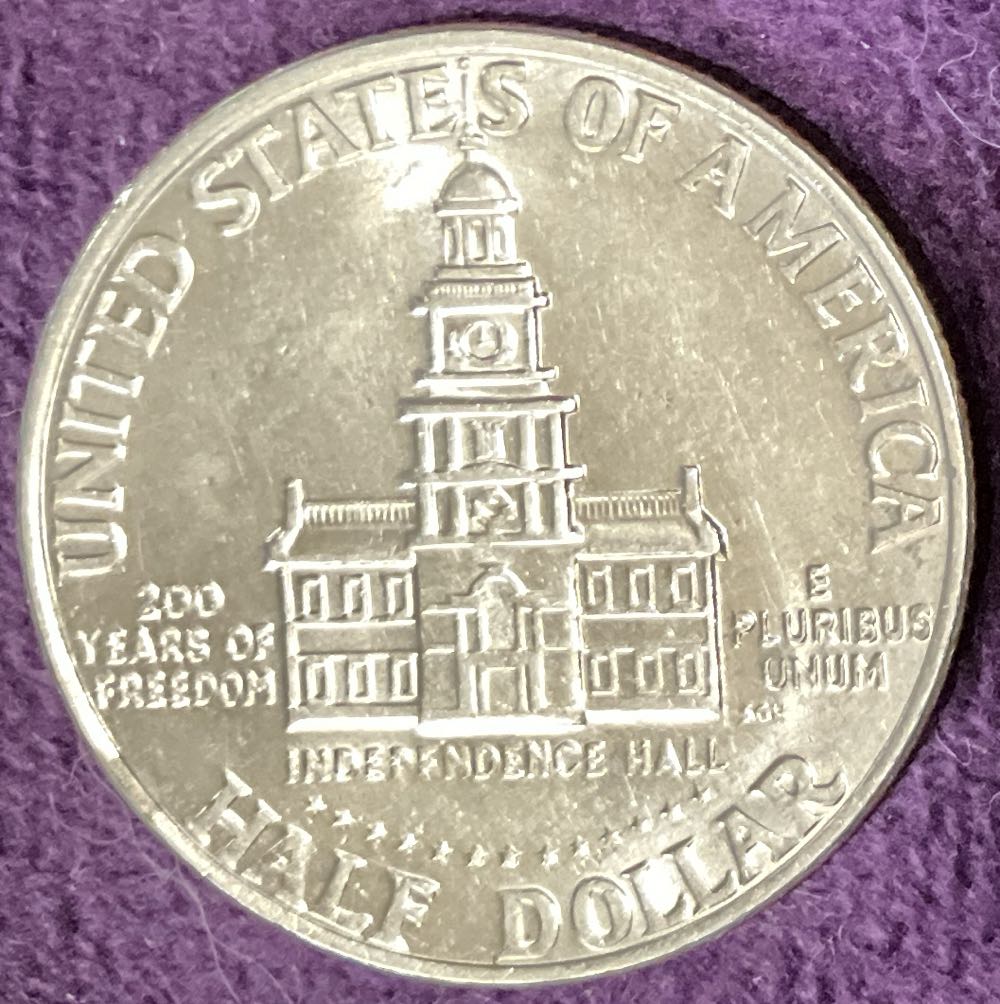 UNITED STATES OF AMERICA
200
YEARS OF
FREEDOM
E
PLURIBUS
UNUM
INDEPENDENCE HALL
HALF DOLLAR